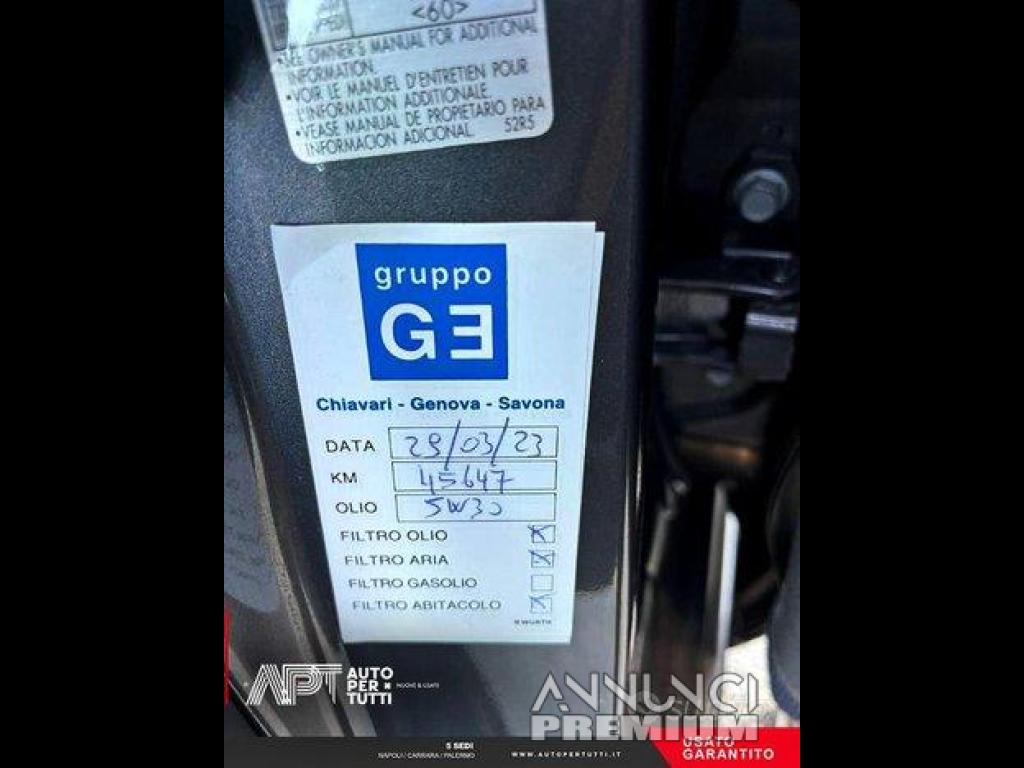 <60>
•SEE OWNER'S MANUAL FOR ADDITIONAL
INFORMATION.
•VOIR LE MANUEL D'ENTRETIEN POUR
L'INFORMATION ADDITIONALE.
•VEASE MANUAL DE PROPIETARIO PARA
INFORMACION ADICIONAL. 52R5
gruppo
GE
Chiavari - Genova - Savona
DATA 29/03/23
KM 45647
OLIO 5W30
FILTRO OLIO
FILTRO ARIA
FILTRO GASOLIO
FILTRO ABITACOLO
WURTH
APT AUTO
PER
TUTTI
NUOVE & USATE
ANNUNCI
PREMIUM
5 SEDI
NAPOLI / CARRARA / PALERMO
WWW.AUTOPERTUTTI.IT
USATO
GARANTITO